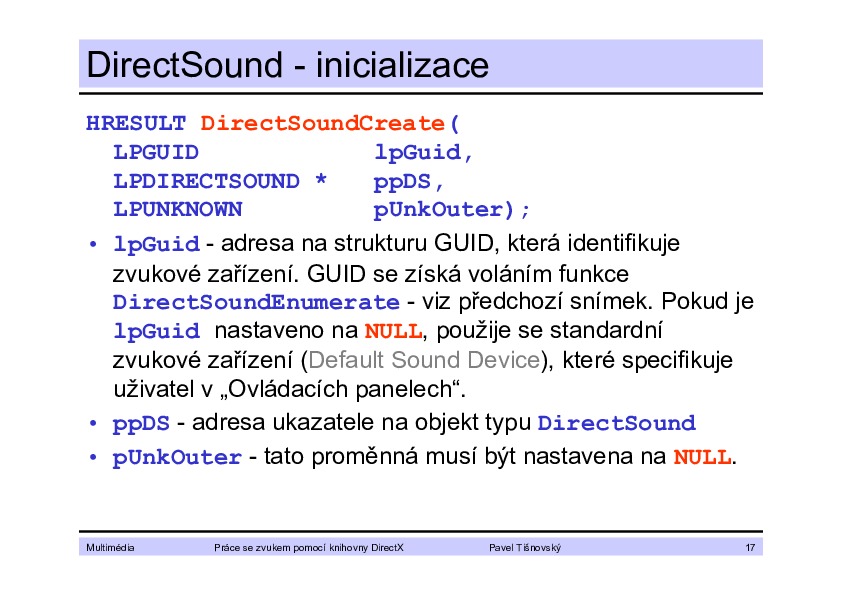 DirectSound - inicializace
HRESULT DirectSoundCreate(
LPGUID lpGuid,
LPDIRECTSOUND * ppDS,
LPUNKNOWN pUnkOuter);
• lpGuid - adresa na strukturu GUID, která identifikuje
zvukové zařízení. GUID se získá voláním funkce
DirectSoundEnumerate - viz předchozí snímek. Pokud je
lpGuid nastaveno na NULL, použije se standardní
zvukové zařízení (Default Sound Device), které specifikuje
uživatel v „Ovládacích panelech“.
• ppDS - adresa ukazatele na objekt typu DirectSound
• pUnkOuter - tato proměnná musí být nastavena na NULL.
Multimédia Práce se zvukem pomocí knihovny DirectX Pavel Tišnovský 17